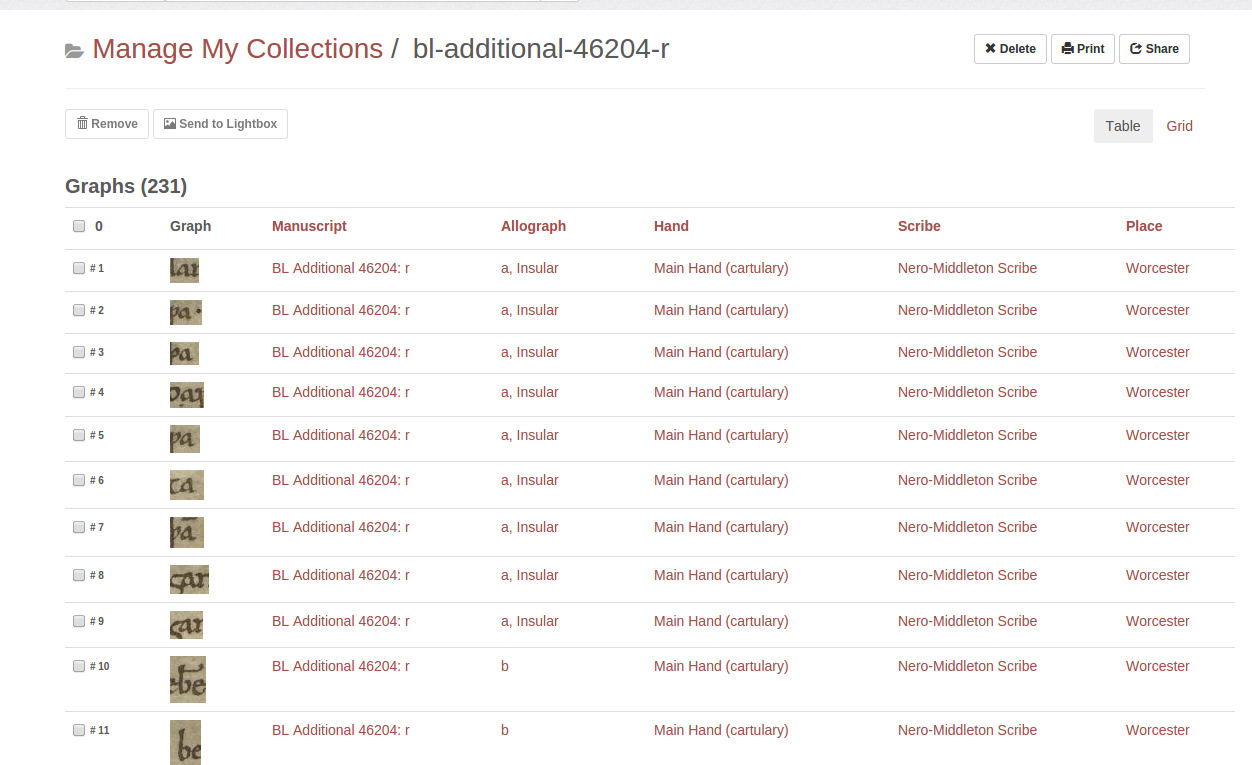 Manage My Collections / bl-additional-46204-r
Delete Print Share
Remove Send to Lightbox Table Grid
Graphs (231)
0 Graph Manuscript Allograph Hand Scribe Place
# 1 BL Additional 46204: r a, Insular Main Hand (cartulary) Nero-Middleton Scribe Worcester
# 2 pa BL Additional 46204: r a, Insular Main Hand (cartulary) Nero-Middleton Scribe Worcester
# 3 pa BL Additional 46204: r a, Insular Main Hand (cartulary) Nero-Middleton Scribe Worcester
# 4 BL Additional 46204: r a, Insular Main Hand (cartulary) Nero-Middleton Scribe Worcester
# 5 pa BL Additional 46204: r a, Insular Main Hand (cartulary) Nero-Middleton Scribe Worcester
# 6 BL Additional 46204: r a, Insular Main Hand (cartulary) Nero-Middleton Scribe Worcester
# 7 BL Additional 46204: r a, Insular Main Hand (cartulary) Nero-Middleton Scribe Worcester
# 8 BL Additional 46204: r a, Insular Main Hand (cartulary) Nero-Middleton Scribe Worcester
# 9 BL Additional 46204: r a, Insular Main Hand (cartulary) Nero-Middleton Scribe Worcester
# 10 BL Additional 46204: r b Main Hand (cartulary) Nero-Middleton Scribe Worcester
# 11 be BL Additional 46204: r b Main Hand (cartulary) Nero-Middleton Scribe Worcester